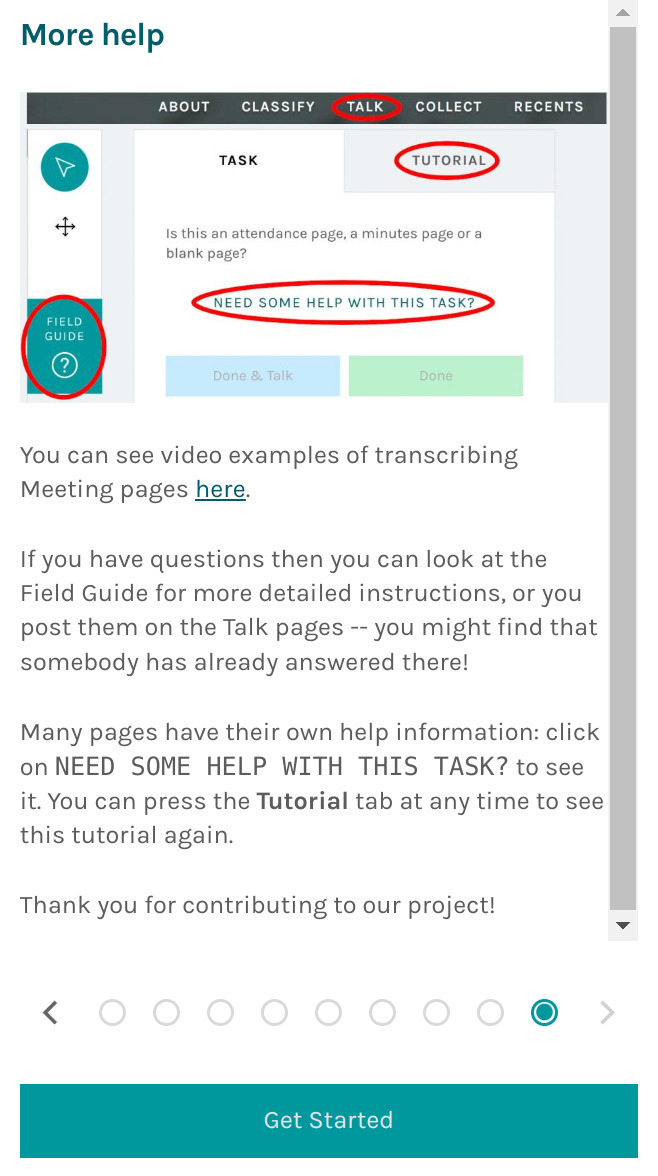 More help
ABOUT CLASSIFY TALK COLLECT RECENTS
TASK TUTORIAL
Is this an attendance page, a minutes page or a
blank page?
NEED SOME HELP WITH THIS TASK?
FIELD
GUIDE
?
Done & Talk Done
You can see video examples of transcribing
Meeting pages here.
If you have questions then you can look at the
Field Guide for more detailed instructions, or you
post them on the Talk pages -- you might find that
somebody has already answered there!
Many pages have their own help information: click
on NEED SOME HELP WITH THIS TASK? to see
it. You can press the Tutorial tab at any time to see
this tutorial again.
Thank you for contributing to our project!
Get Started